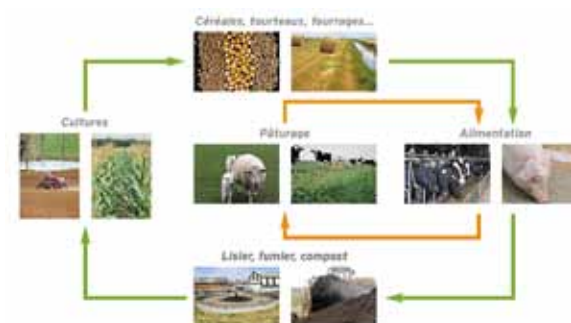 Céréales, tourteaux, fourrages...
Cultures
Pâturage
Alimentation
Lisier, fumier, compost